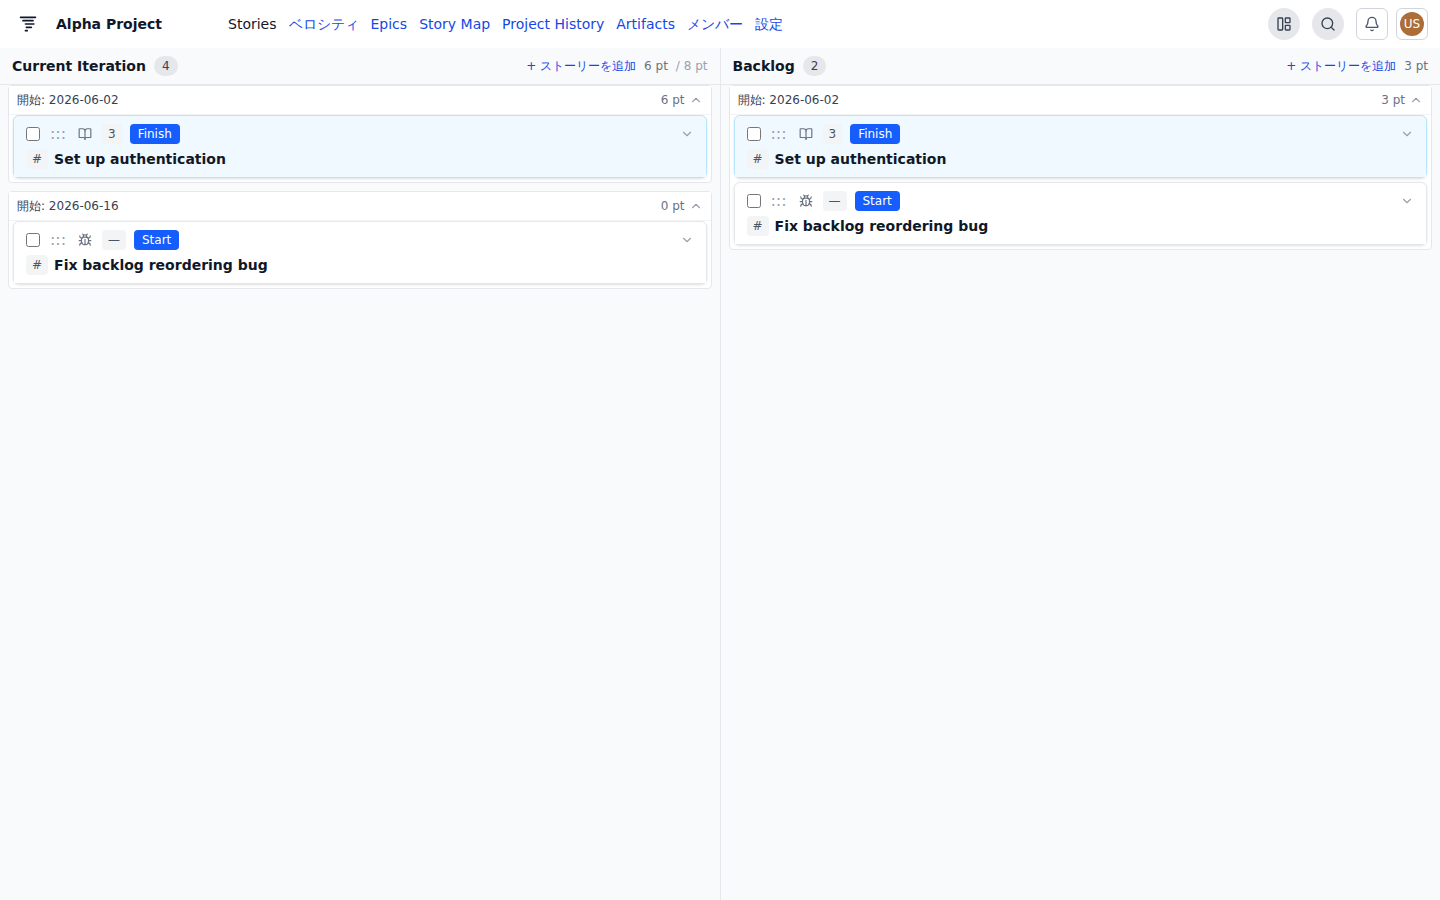 Alpha Project
Stories ベロシティ Epics Story Map Project History Artifacts メンバー 設定
US
Current Iteration 4
+ ストーリーを追加 6 pt / 8 pt
開始: 2026-06-02 6 pt
3 Finish
# Set up authentication
開始: 2026-06-16 0 pt
— Start
# Fix backlog reordering bug
Backlog 2
+ ストーリーを追加 3 pt
開始: 2026-06-02 3 pt
3 Finish
# Set up authentication
— Start
# Fix backlog reordering bug